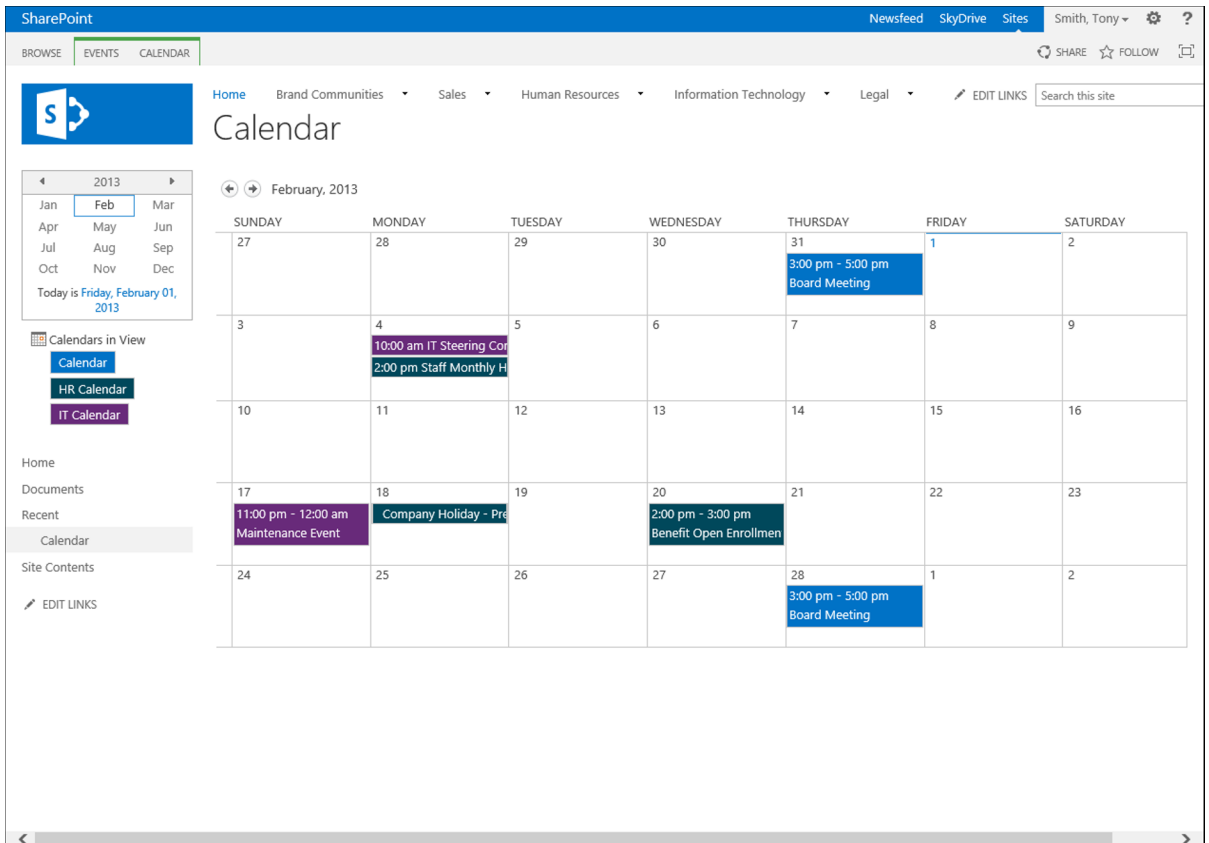 SharePoint
Newsfeed SkyDrive Sites Smith, Tony ?
BROWSE EVENTS CALENDAR
SHARE FOLLOW
S
Home Brand Communities Sales Human Resources Information Technology Legal EDIT LINKS Search this site
Calendar
2013
Jan Feb Mar
Apr May Jun
Jul Aug Sep
Oct Nov Dec
Today is Friday, February 01,
2013
Calendars in View
Calendar
HR Calendar
IT Calendar
Home
Documents
Recent
Calendar
Site Contents
EDIT LINKS
February, 2013
SUNDAY MONDAY TUESDAY WEDNESDAY THURSDAY FRIDAY SATURDAY
27 28 29 30 31 1 2
3:00 pm - 5:00 pm
Board Meeting
3 4 5 6 7 8 9
10:00 am IT Steering Cor
2:00 pm Staff Monthly H
10 11 12 13 14 15 16
17 18 19 20 21 22 23
11:00 pm - 12:00 am Company Holiday - Pre 2:00 pm - 3:00 pm
Maintenance Event Benefit Open Enrollmen
24 25 26 27 28 1 2
3:00 pm - 5:00 pm
Board Meeting